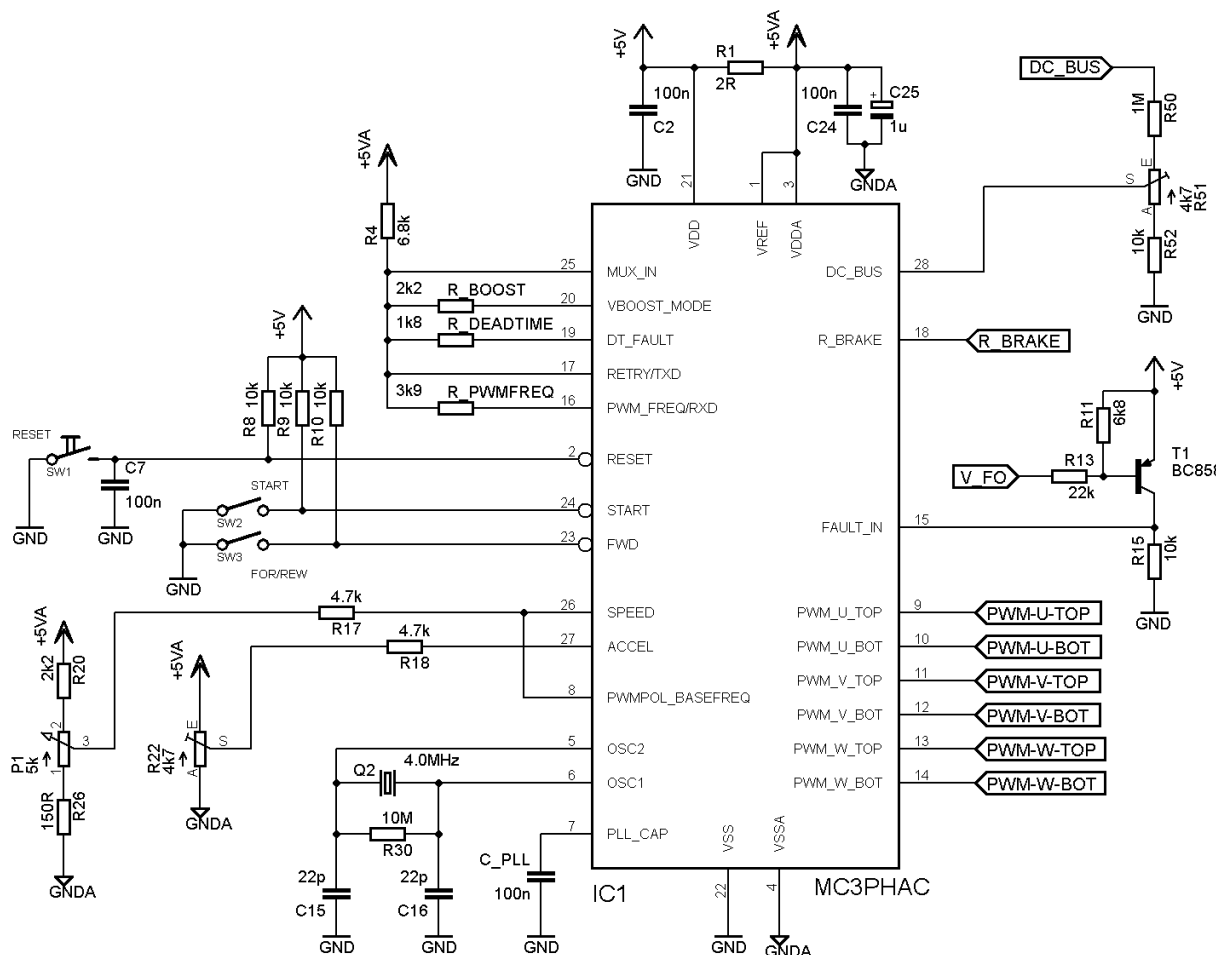 +5V
R1
2R
+5VA
100n
C2
GND
100n
C24
+
C25
1u
GNDA
DC_BUS
1M
R50
E
S
A
4k7
R51
10k
R52
GND
+5VA
R4
6.8k
21
1
3
VDD
VREF
VDDA
25
MUX_IN
DC_BUS
28
2k2
R_BOOST
20
VBOOST_MODE
1k8
R_DEADTIME
19
DT_FAULT
R_BRAKE
18
R_BRAKE
17
RETRY/TXD
3k9
R_PWMFREQ
16
PWM_FREQ/RXD
+5V
R8
10k
R9
10k
R10
10k
RESET
SW1
C7
100n
2
RESET
GND
GND
START
SW2
24
START
SW3
23
FWD
FOR/REW
GND
+5V
R11
6k8
V_FO
R13
22k
T1
BC858
FAULT_IN
15
R15
10k
GND
4.7k
R17
26
SPEED
4.7k
R18
27
ACCEL
8
PWMPOL_BASEFREQ
PWM_U_TOP
9
PWM-U-TOP
PWM_U_BOT
10
PWM-U-BOT
PWM_V_TOP
11
PWM-V-TOP
PWM_V_BOT
12
PWM-V-BOT
PWM_W_TOP
13
PWM-W-TOP
PWM_W_BOT
14
PWM-W-BOT
+5VA
2k2
R20
2
3
1
P1
5k
150R
R26
GNDA
+5VA
E
S
A
R22
4k7
GNDA
5
OSC2
Q2
4.0MHz
6
OSC1
10M
R30
7
PLL_CAP
22p
C15
22p
C16
C_PLL
100n
GND
GND
GND
VSS
VSSA
22
4
IC1
MC3PHAC
GND
GNDA